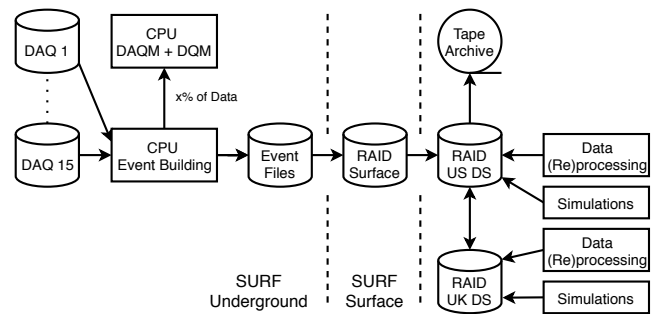 DAQ 1
CPU
DAQM + DQM
Tape
Archive
x% of Data
DAQ 15
CPU
Event Building
Event
Files
RAID
Surface
RAID
US DS
Data
(Re)processing
Simulations
Data
(Re)processing
RAID
UK DS
Simulations
SURF
Underground
SURF
Surface